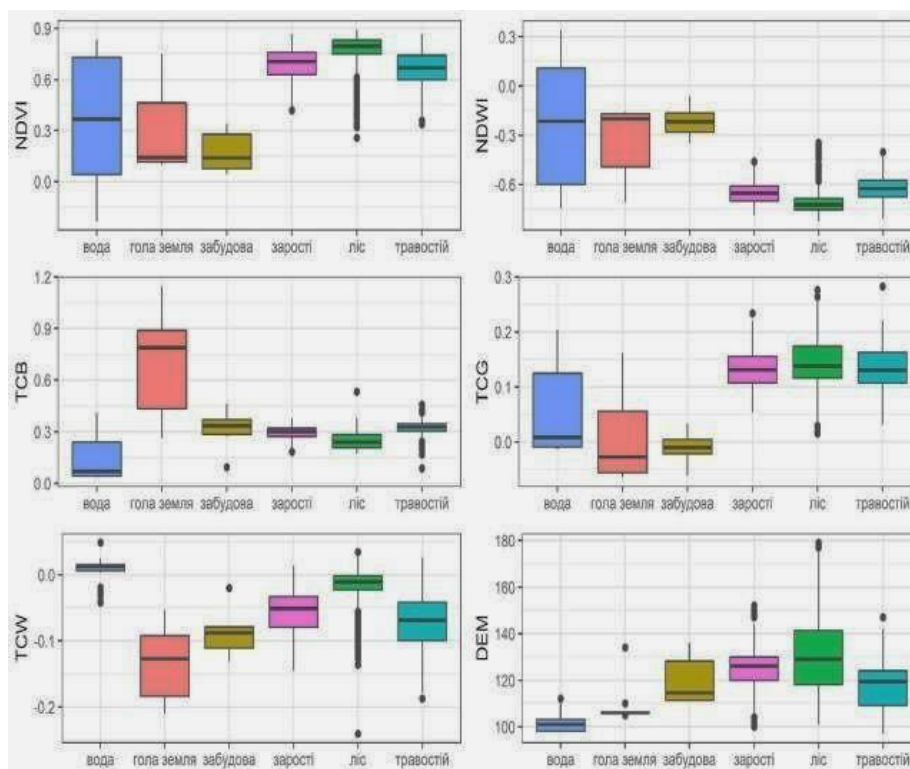 NDVI
0.9
0.6
0.3
0.0
вода гола земля забудова зарості ліс травостій
NDWI
0.3
0.0
-0.3
-0.6
вода гола земля забудова зарості ліс травостій
TCB
1.2
0.9
0.6
0.3
0.0
вода гола земля забудова зарості ліс травостій
TCG
0.3
0.2
0.1
0.0
вода гола земля забудова зарості ліс травостій
TCW
0.0
-0.1
-0.2
вода гола земля забудова зарості ліс травостій
DEM
180
160
140
120
100
вода гола земля забудова зарості ліс травостій